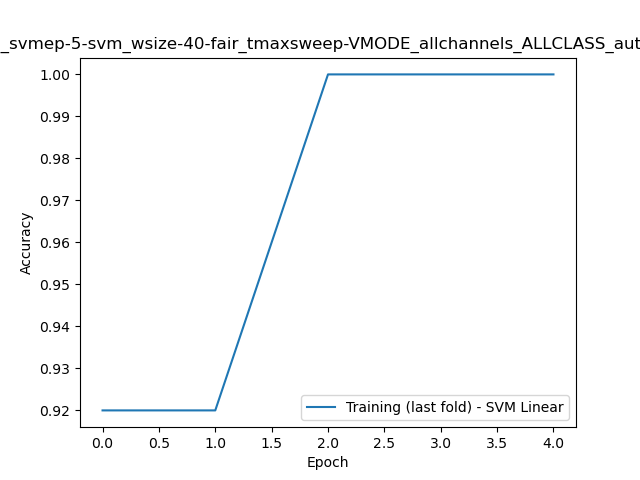 _svmep-5-svm_wsize-40-fair_tmaxsweep-VMODE_allchannels_ALLCLASS_aut
1.00
0.99
0.98
0.97
0.96
0.95
0.94
0.93
0.92
Accuracy
Training (last fold) - SVM Linear
0.0 0.5 1.0 1.5 2.0 2.5 3.0 3.5 4.0
Epoch